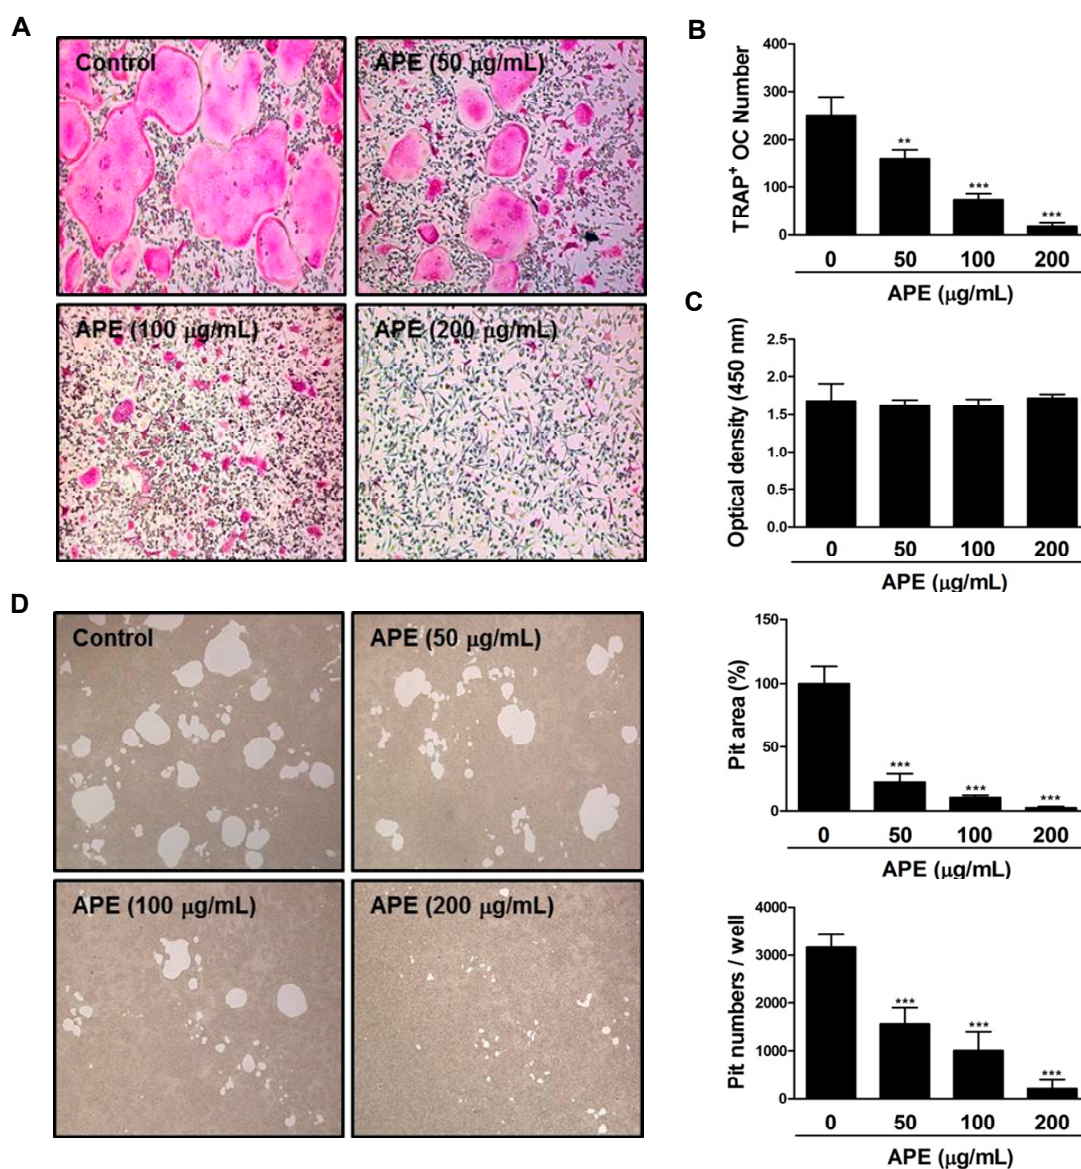 A
Control
APE (50 μg/mL)
APE (100 μg/mL)
APE (200 μg/mL)
B
TRAP+ OC Number
400
300
200
100
0
**
***
***
0 50 100 200
APE (μg/mL)
C
Optical density (450 nm)
2.5
2.0
1.5
1.0
0.5
0.0
0 50 100 200
APE (μg/mL)
D
Control
APE (50 μg/mL)
APE (100 μg/mL)
APE (200 μg/mL)
Pit area (%)
150
100
50
0
***
***
***
0 50 100 200
APE (μg/mL)
Pit numbers / well
4000
3000
2000
1000
0
***
***
***
0 50 100 200
APE (μg/mL)